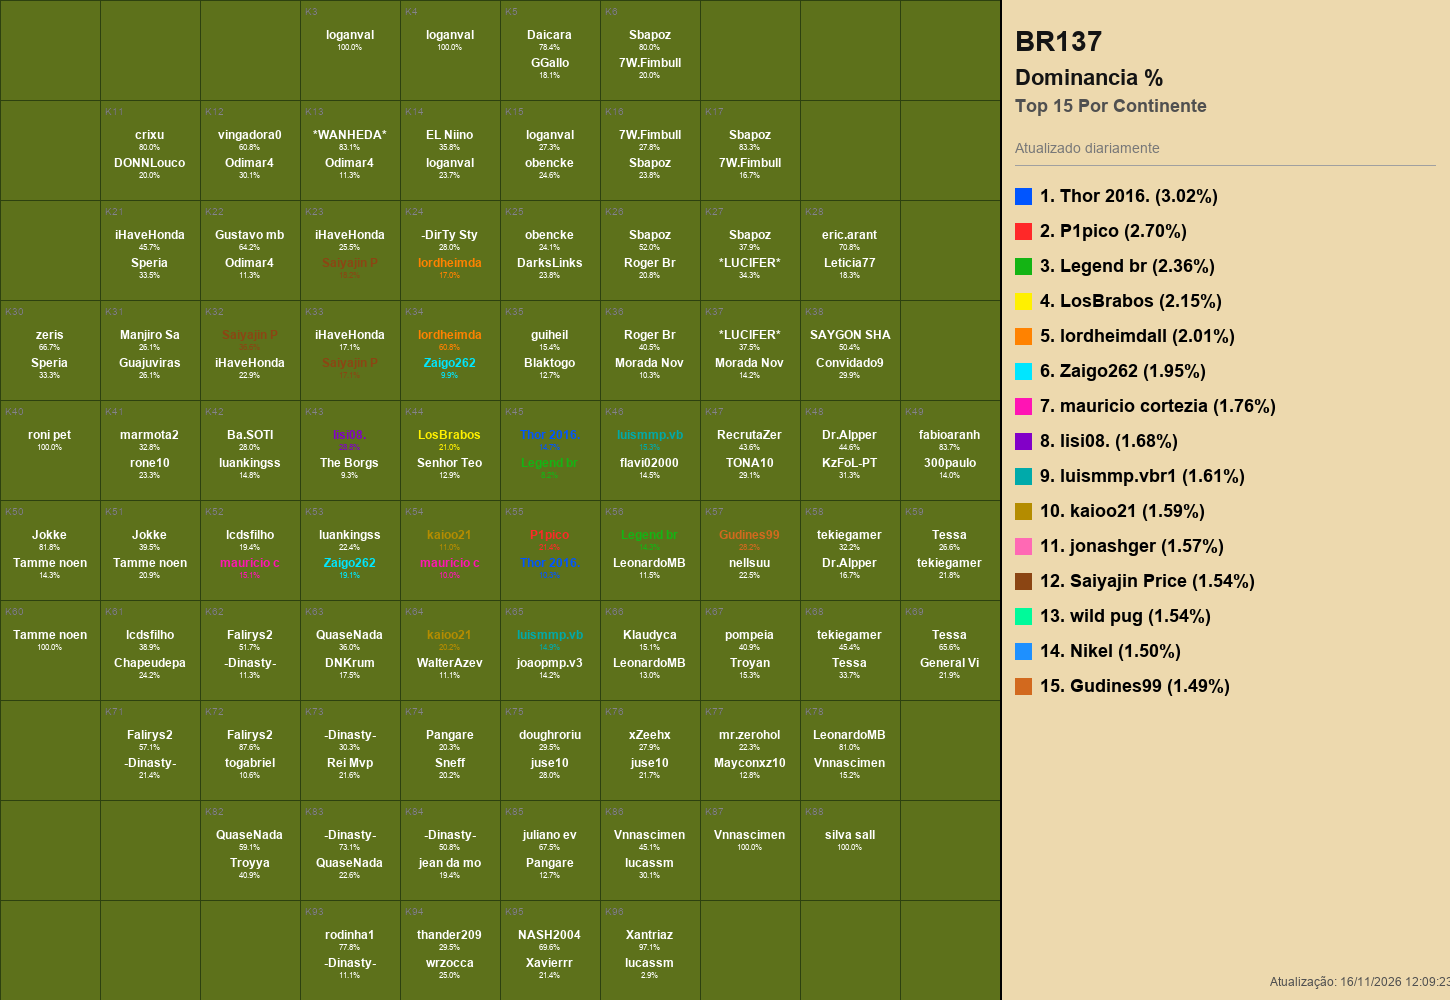 K3 K4 K5 K6
loganval loganval Daicara Sbapoz
100.0% 100.0% 78.4% 80.0%
GGallo 7W.Fimbull
18.1% 20.0%
K11 K12 K13 K14 K15 K16 K17
crixu vingadora0 *WANHEDA* EL Niino loganval 7W.Fimbull Sbapoz
80.0% 60.8% 83.1% 35.8% 27.3% 27.8% 83.3%
DONNLouco Odimar4 Odimar4 loganval obencke Sbapoz 7W.Fimbull
20.0% 30.1% 11.3% 23.7% 24.6% 23.8% 16.7%
K21 K22 K23 K24 K25 K26 K27 K28
iHaveHonda Gustavo mb iHaveHonda -DirTy Sty obencke Sbapoz Sbapoz eric.arant
45.7% 64.2% 25.5% 28.0% 24.1% 52.0% 37.9% 70.8%
Speria Odimar4 Saiyajin P lordheimda DarksLinks Roger Br *LUCIFER* Leticia77
33.5% 11.3% 17.0% 23.8% 20.8% 34.3% 18.3%
K30 K31 K32 K33 K34 K35 K36 K37 K38
zeris Manjiro Sa Saiyajin P iHaveHonda lordheimda guiheil Roger Br *LUCIFER* SAYGON SHA
66.7% 26.1% 17.1% 60.8% 15.4% 40.5% 37.5% 50.4%
Speria Guajuviras iHaveHonda Saiyajin P Zaigo262 Blaktogo Morada Nov Morada Nov Convidado9
33.3% 26.1% 22.9% 9.9% 12.7% 10.3% 14.2% 29.9%
K40 K41 K42 K43 K44 K45 K46 K47 K48 K49
roni pet marmota2 Ba.SOTI lisi08. LosBrabos Thor 2016. luismmp.vb RecrutaZer Dr.Alpper fabioaranh
100.0% 32.8% 28.0% 21.0% 43.6% 44.6% 83.7%
rone10 luankingss The Borgs Senhor Teo Legend br flavi02000 TONA10 KzFoL-PT 300paulo
23.3% 14.8% 9.3% 12.9% 14.5% 29.1% 31.3% 14.0%
K50 K51 K52 K53 K54 K55 K56 K57 K58 K59
Jokke Jokke lcdsfilho luankingss kaioo21 P1pico Legend br Gudines99 tekiegamer Tessa
81.8% 39.5% 19.4% 22.4% 11.0% 32.2% 26.6%
Tamme noen Tamme noen mauricio c Zaigo262 mauricio c Thor 2016. LeonardoMB nellsuu Dr.Alpper tekiegamer
14.3% 20.9% 19.1% 11.5% 22.5% 16.7% 21.8%
K60 K61 K62 K63 K64 K65 K66 K67 K68 K69
Tamme noen lcdsfilho Falirys2 QuaseNada kaioo21 luismmp.vb Klaudyca pompeia tekiegamer Tessa
100.0% 38.9% 51.7% 36.0% 20.2% 14.9% 15.1% 40.9% 45.4% 65.6%
Chapeudepa -Dinasty- DNKrum WalterAzev joaopmp.v3 LeonardoMB Troyan Tessa General Vi
24.2% 11.3% 17.5% 11.1% 14.2% 13.0% 15.3% 33.7% 21.9%
K71 K72 K73 K74 K75 K76 K77 K78
Falirys2 Falirys2 -Dinasty- Pangare doughroriu xZeehx mr.zerohol LeonardoMB
57.1% 87.6% 30.3% 20.3% 29.5% 27.9% 22.3% 81.0%
-Dinasty- togabriel Rei Mvp Sneff juse10 juse10 Mayconxz10 Vnnascimen
21.4% 10.6% 21.6% 20.2% 28.0% 21.7% 12.8% 15.2%
K82 K83 K84 K85 K86 K87 K88
QuaseNada -Dinasty- -Dinasty- juliano ev Vnnascimen Vnnascimen silva sall
59.1% 73.1% 50.8% 67.5% 45.1% 100.0% 100.0%
Troyya QuaseNada jean da mo Pangare lucassm
40.9% 22.6% 19.4% 12.7% 30.1%
K93 K94 K95 K96
rodinha1 thander209 NASH2004 Xantriaz
77.8% 29.5% 69.6% 97.1%
-Dinasty- wrzocca Xavierrr lucassm
11.1% 25.0% 21.4% 2.9%
BR137
Dominancia %
Top 15 Por Continente
Atualizado diariamente
1. Thor 2016. (3.02%)
2. P1pico (2.70%)
3. Legend br (2.36%)
4. LosBrabos (2.15%)
5. lordheimdall (2.01%)
6. Zaigo262 (1.95%)
7. mauricio cortezia (1.76%)
8. lisi08. (1.68%)
9. luismmp.vbr1 (1.61%)
10. kaioo21 (1.59%)
11. jonashger (1.57%)
12. Saiyajin Price (1.54%)
13. wild pug (1.54%)
14. Nikel (1.50%)
15. Gudines99 (1.49%)
Atualização: 16/11/2026 12:09:23